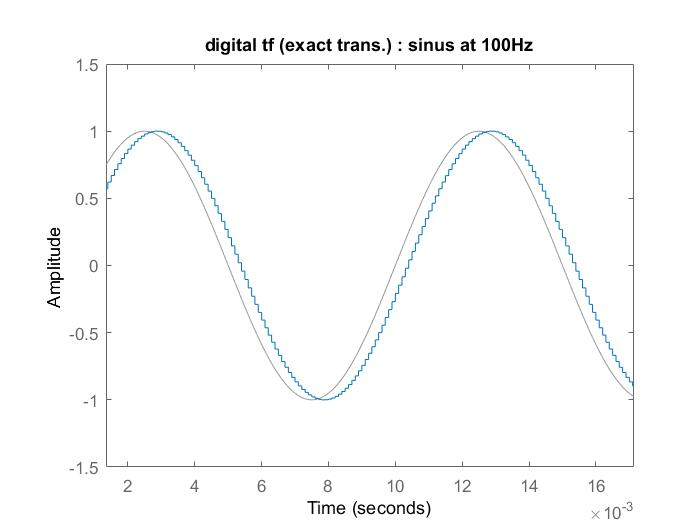 digital tf (exact trans.) : sinus at 100Hz
1.5
1
0.5
0
-0.5
-1
-1.5
Amplitude
2 4 6 8 10 12 14 16
Time (seconds)
×10-3